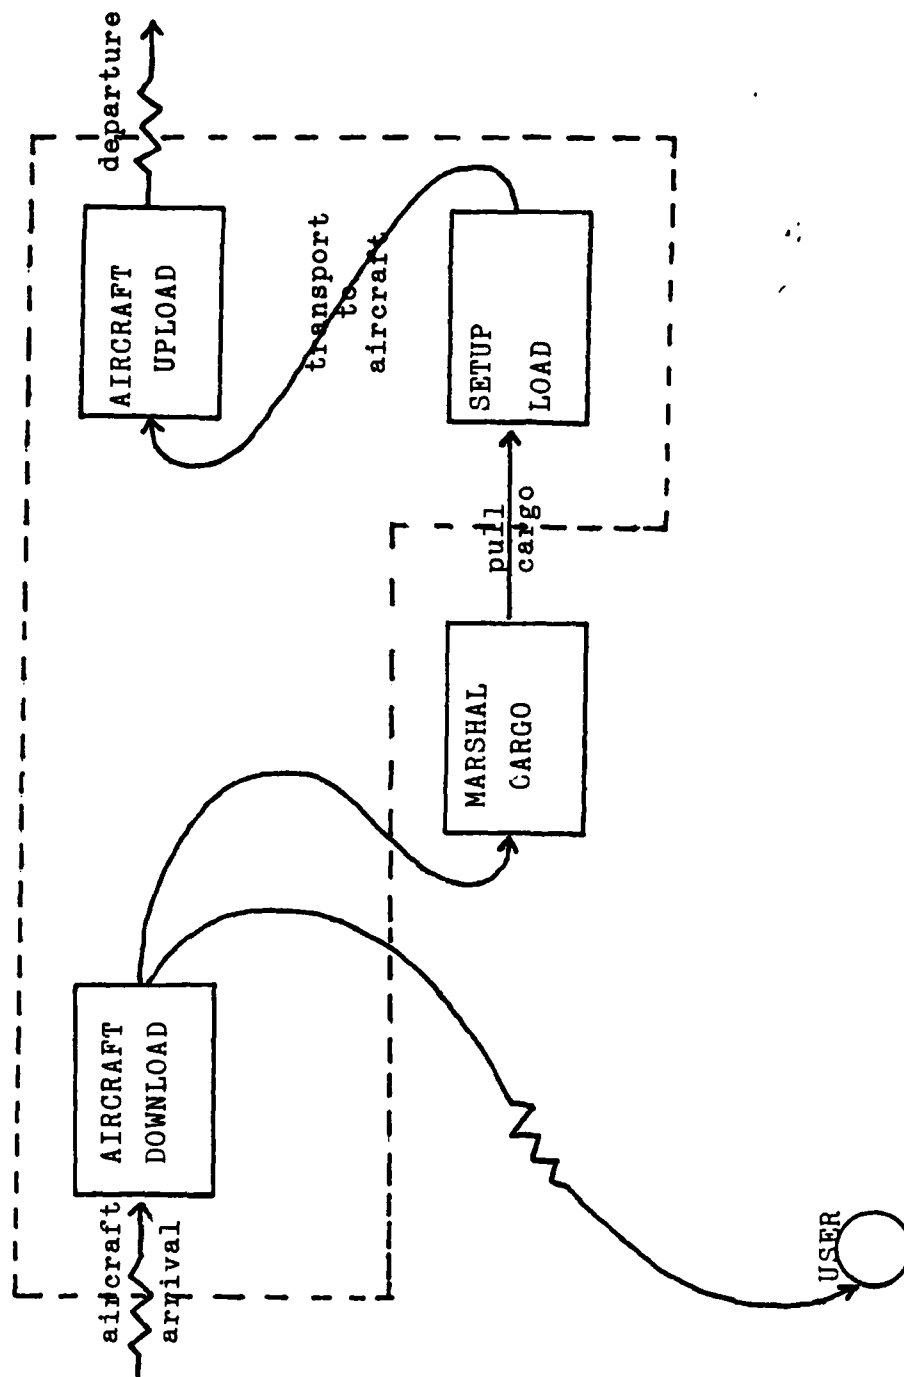 aircraft
arrival
AIRCRAFT
DOWNLOAD
USER
MARSHAL
CARGO
pull
cargo
SETUP
LOAD
transport
to
aircraft
AIRCRAFT
UPLOAD
departure